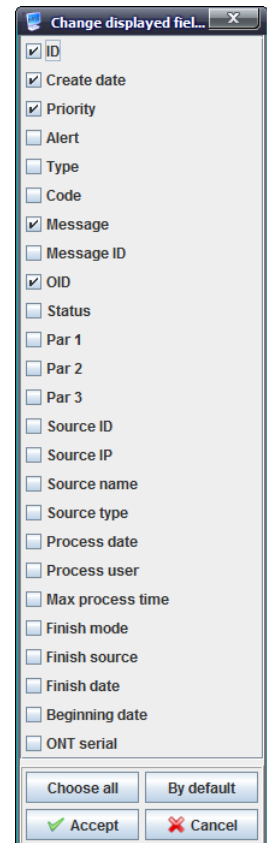 Change displayed fiel...
ID
Create date
Priority
Alert
Type
Code
Message
Message ID
OID
Status
Par 1
Par 2
Par 3
Source ID
Source IP
Source name
Source type
Process date
Process user
Max process time
Finish mode
Finish source
Finish date
Beginning date
ONT serial
Choose all By default
Accept Cancel